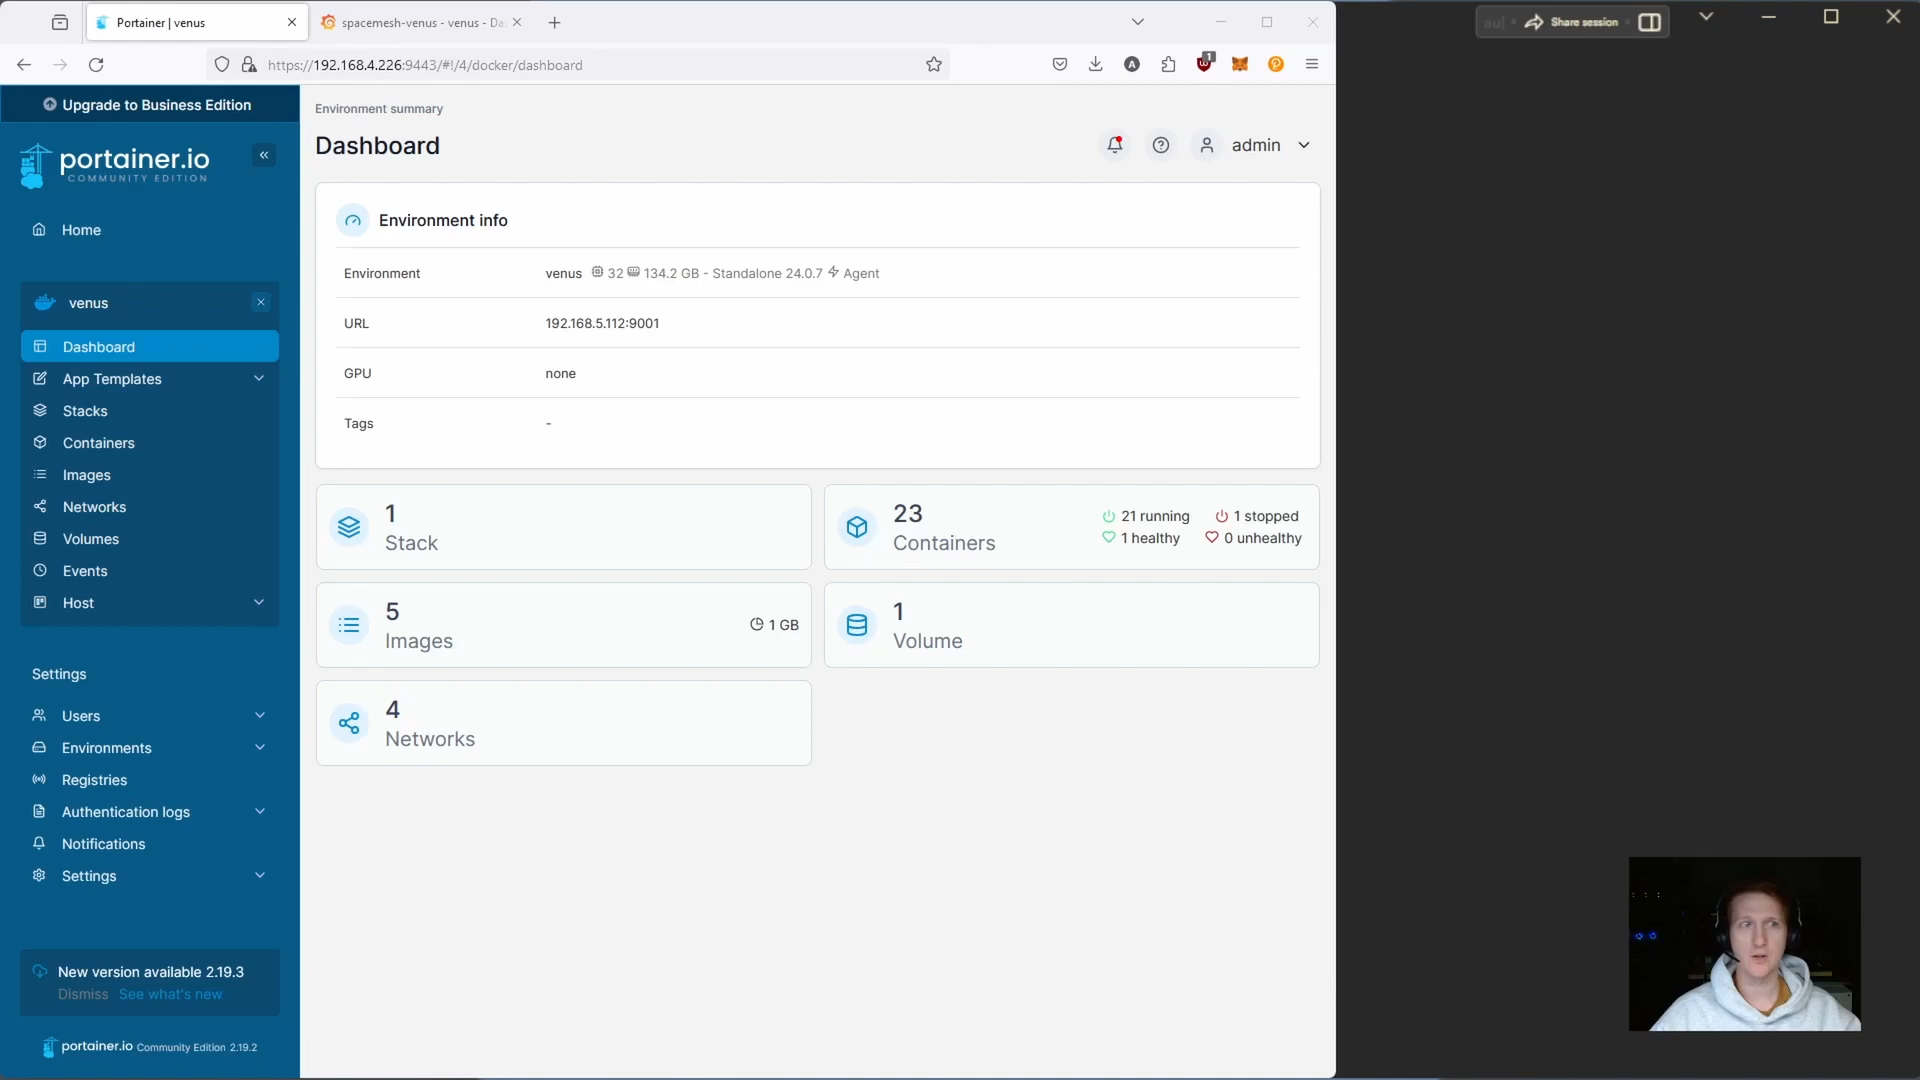 Portainer | venus
spacemesh-venus - venus - Da
Share session
https://192.168.4.226:9443/#!/4/docker/dashboard
1
Upgrade to Business Edition
portainer.io
COMMUNITY EDITION
Home
venus
Dashboard
App Templates
Stacks
Containers
Images
Networks
Volumes
Events
Host
Settings
Users
Environments
Registries
Authentication logs
Notifications
Settings
New version available 2.19.3
Dismiss See what's new
portainer.io Community Edition 2.19.2
Environment summary
Dashboard
admin
Environment info
Environment venus 32 134.2 GB - Standalone 24.0.7 Agent
URL 192.168.5.112:9001
GPU none
Tags -
1
Stack
23
Containers
21 running 1 stopped
1 healthy 0 unhealthy
5
Images
1 GB
1
Volume
4
Networks